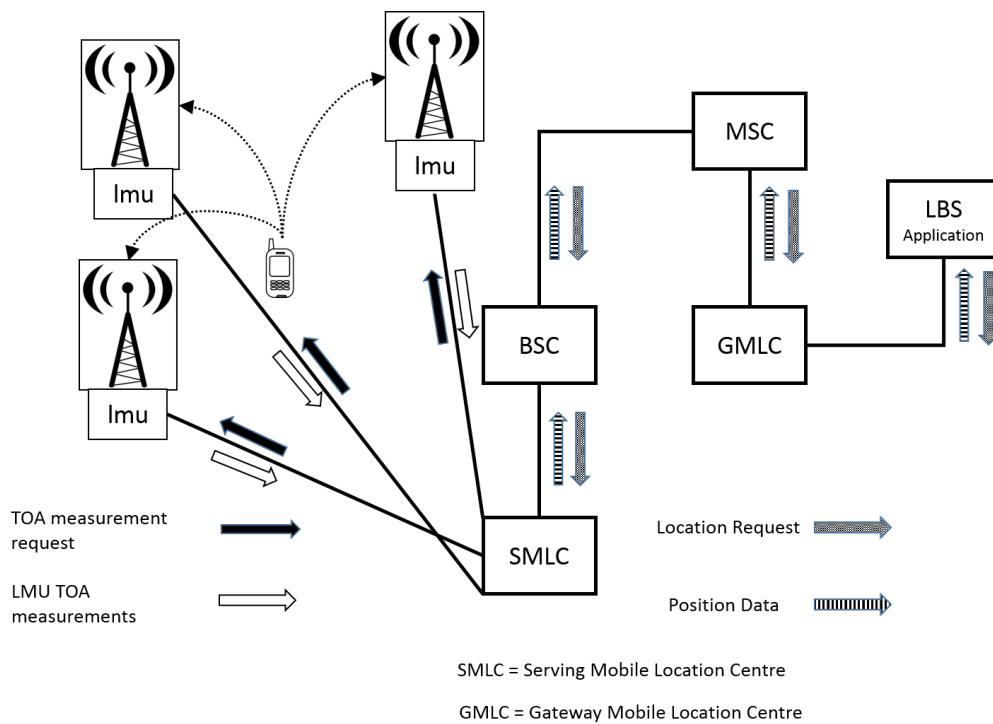 lmu
lmu
lmu
MSC
LBS
Application
BSC
GMLC
SMLC
TOA measurement
request
LMU TOA
measurements
Location Request
Position Data
SMLC = Serving Mobile Location Centre
GMLC = Gateway Mobile Location Centre